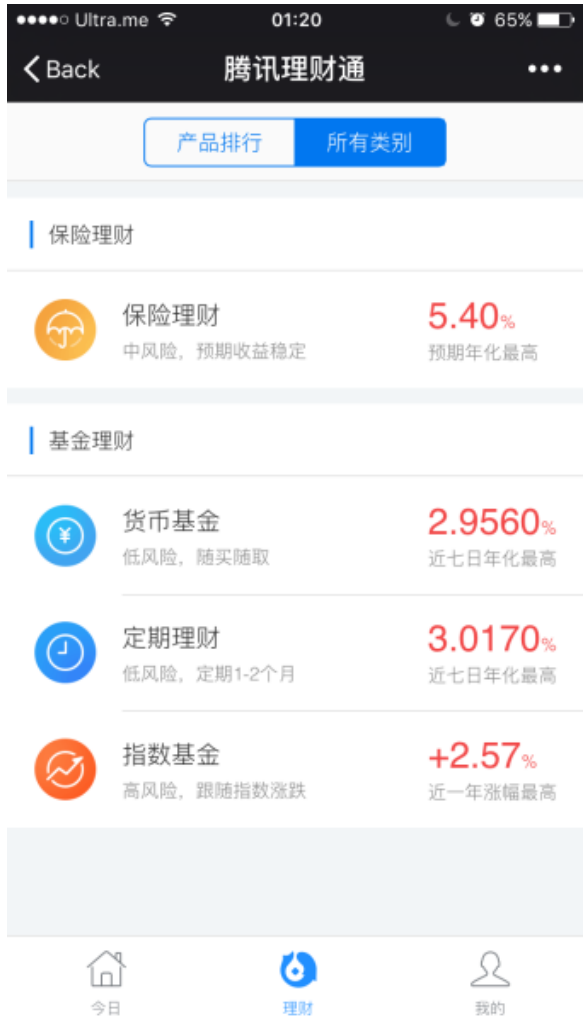 Ultra.me 01:20 65%
Back 腾讯理财通
产品排行 所有类别
保险理财
保险理财 5.40%
中风险，预期收益稳定 预期年化最高
基金理财
货币基金 2.9560%
低风险，随买随取 近七日年化最高
定期理财 3.0170%
低风险，定期1-2个月 近七日年化最高
指数基金 +2.57%
高风险，跟随指数涨跌 近一年涨幅最高
今日 理财 我的